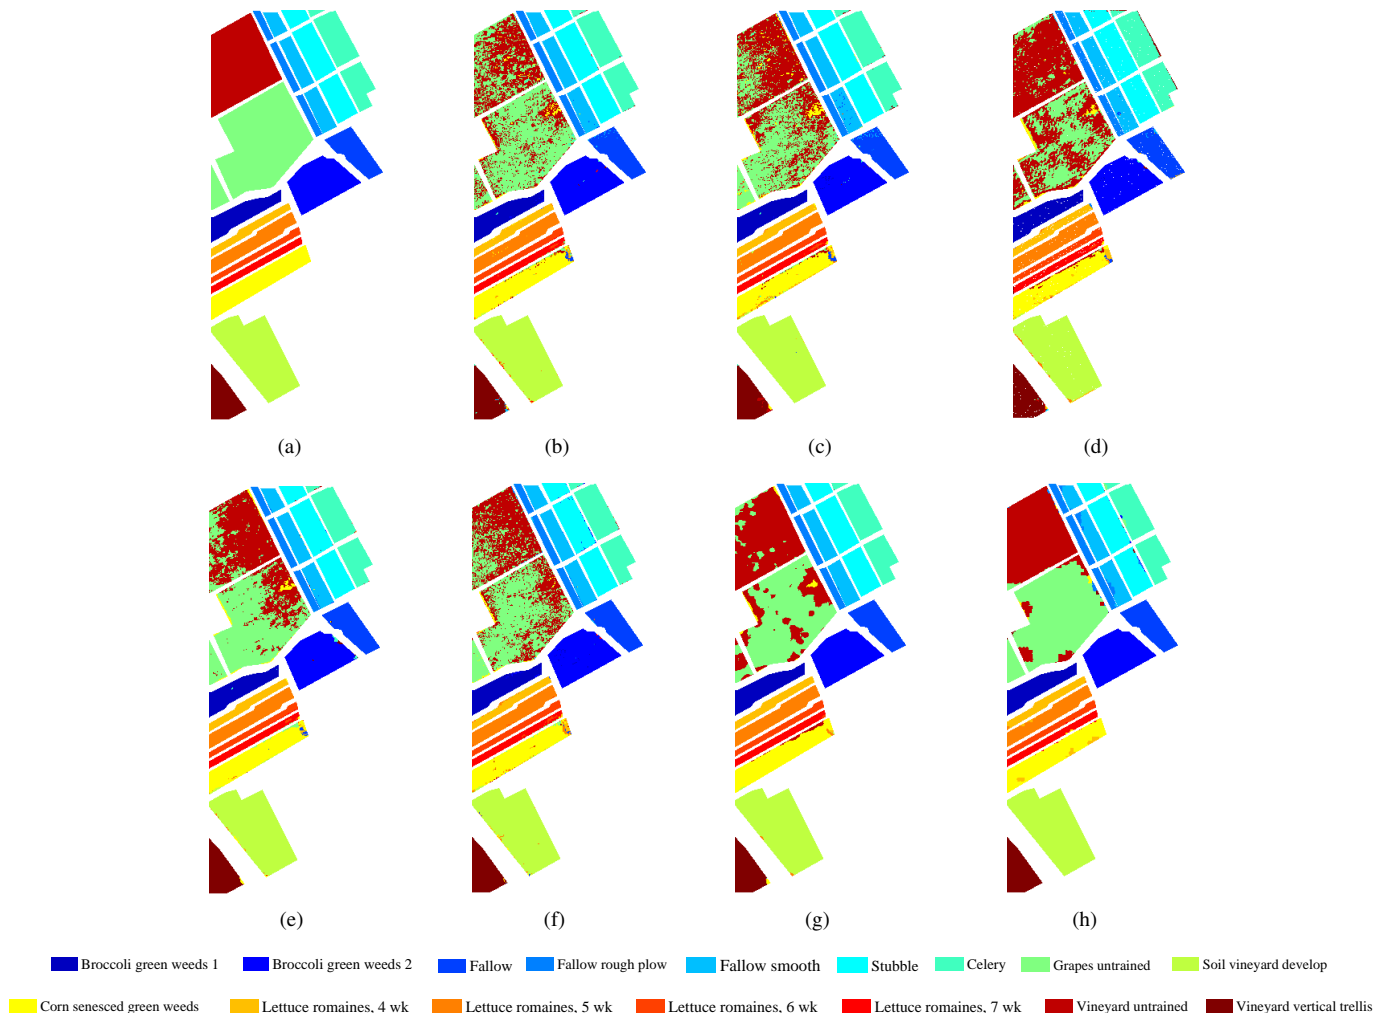 (a) (b) (c) (d)
(e) (f) (g) (h)
Broccoli green weeds 1 Broccoli green weeds 2 Fallow Fallow rough plow Fallow smooth Stubble Celery Grapes untrained Soil vineyard develop
Corn senesced green weeds Lettuce romaines, 4 wk Lettuce romaines, 5 wk Lettuce romaines, 6 wk Lettuce romaines, 7 wk Vineyard untrained Vineyard vertical trellis